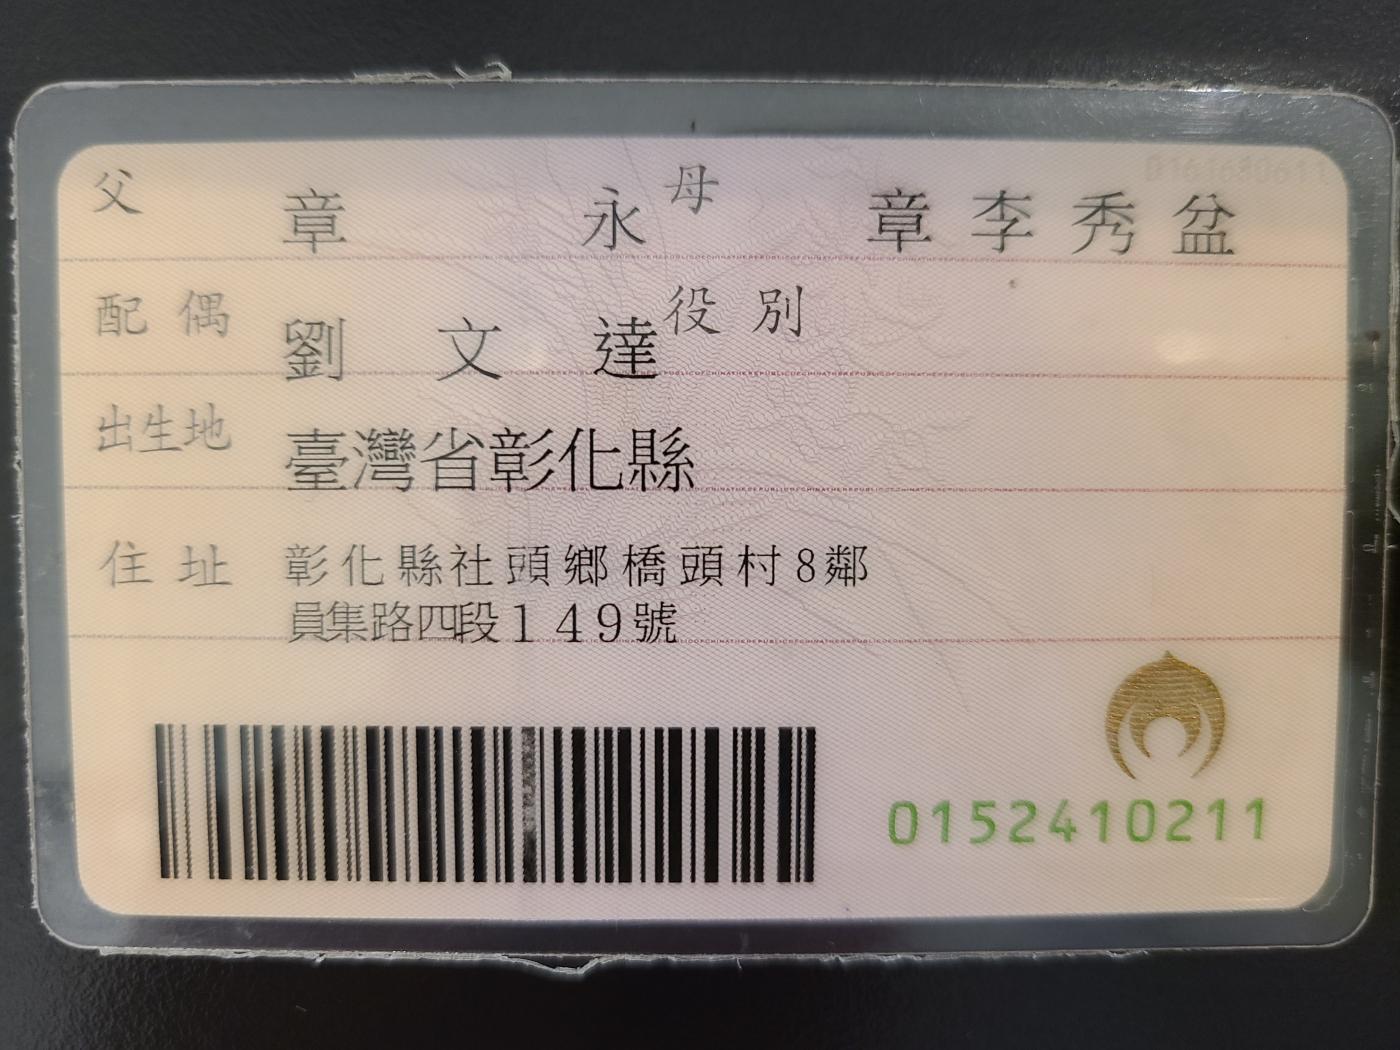 父 章永 母 章李秀盆
配偶 劉文達 役別
出生地 臺灣省彰化縣
住址 彰化縣社頭鄉橋頭村8鄰
員集路四段149號
0152410211